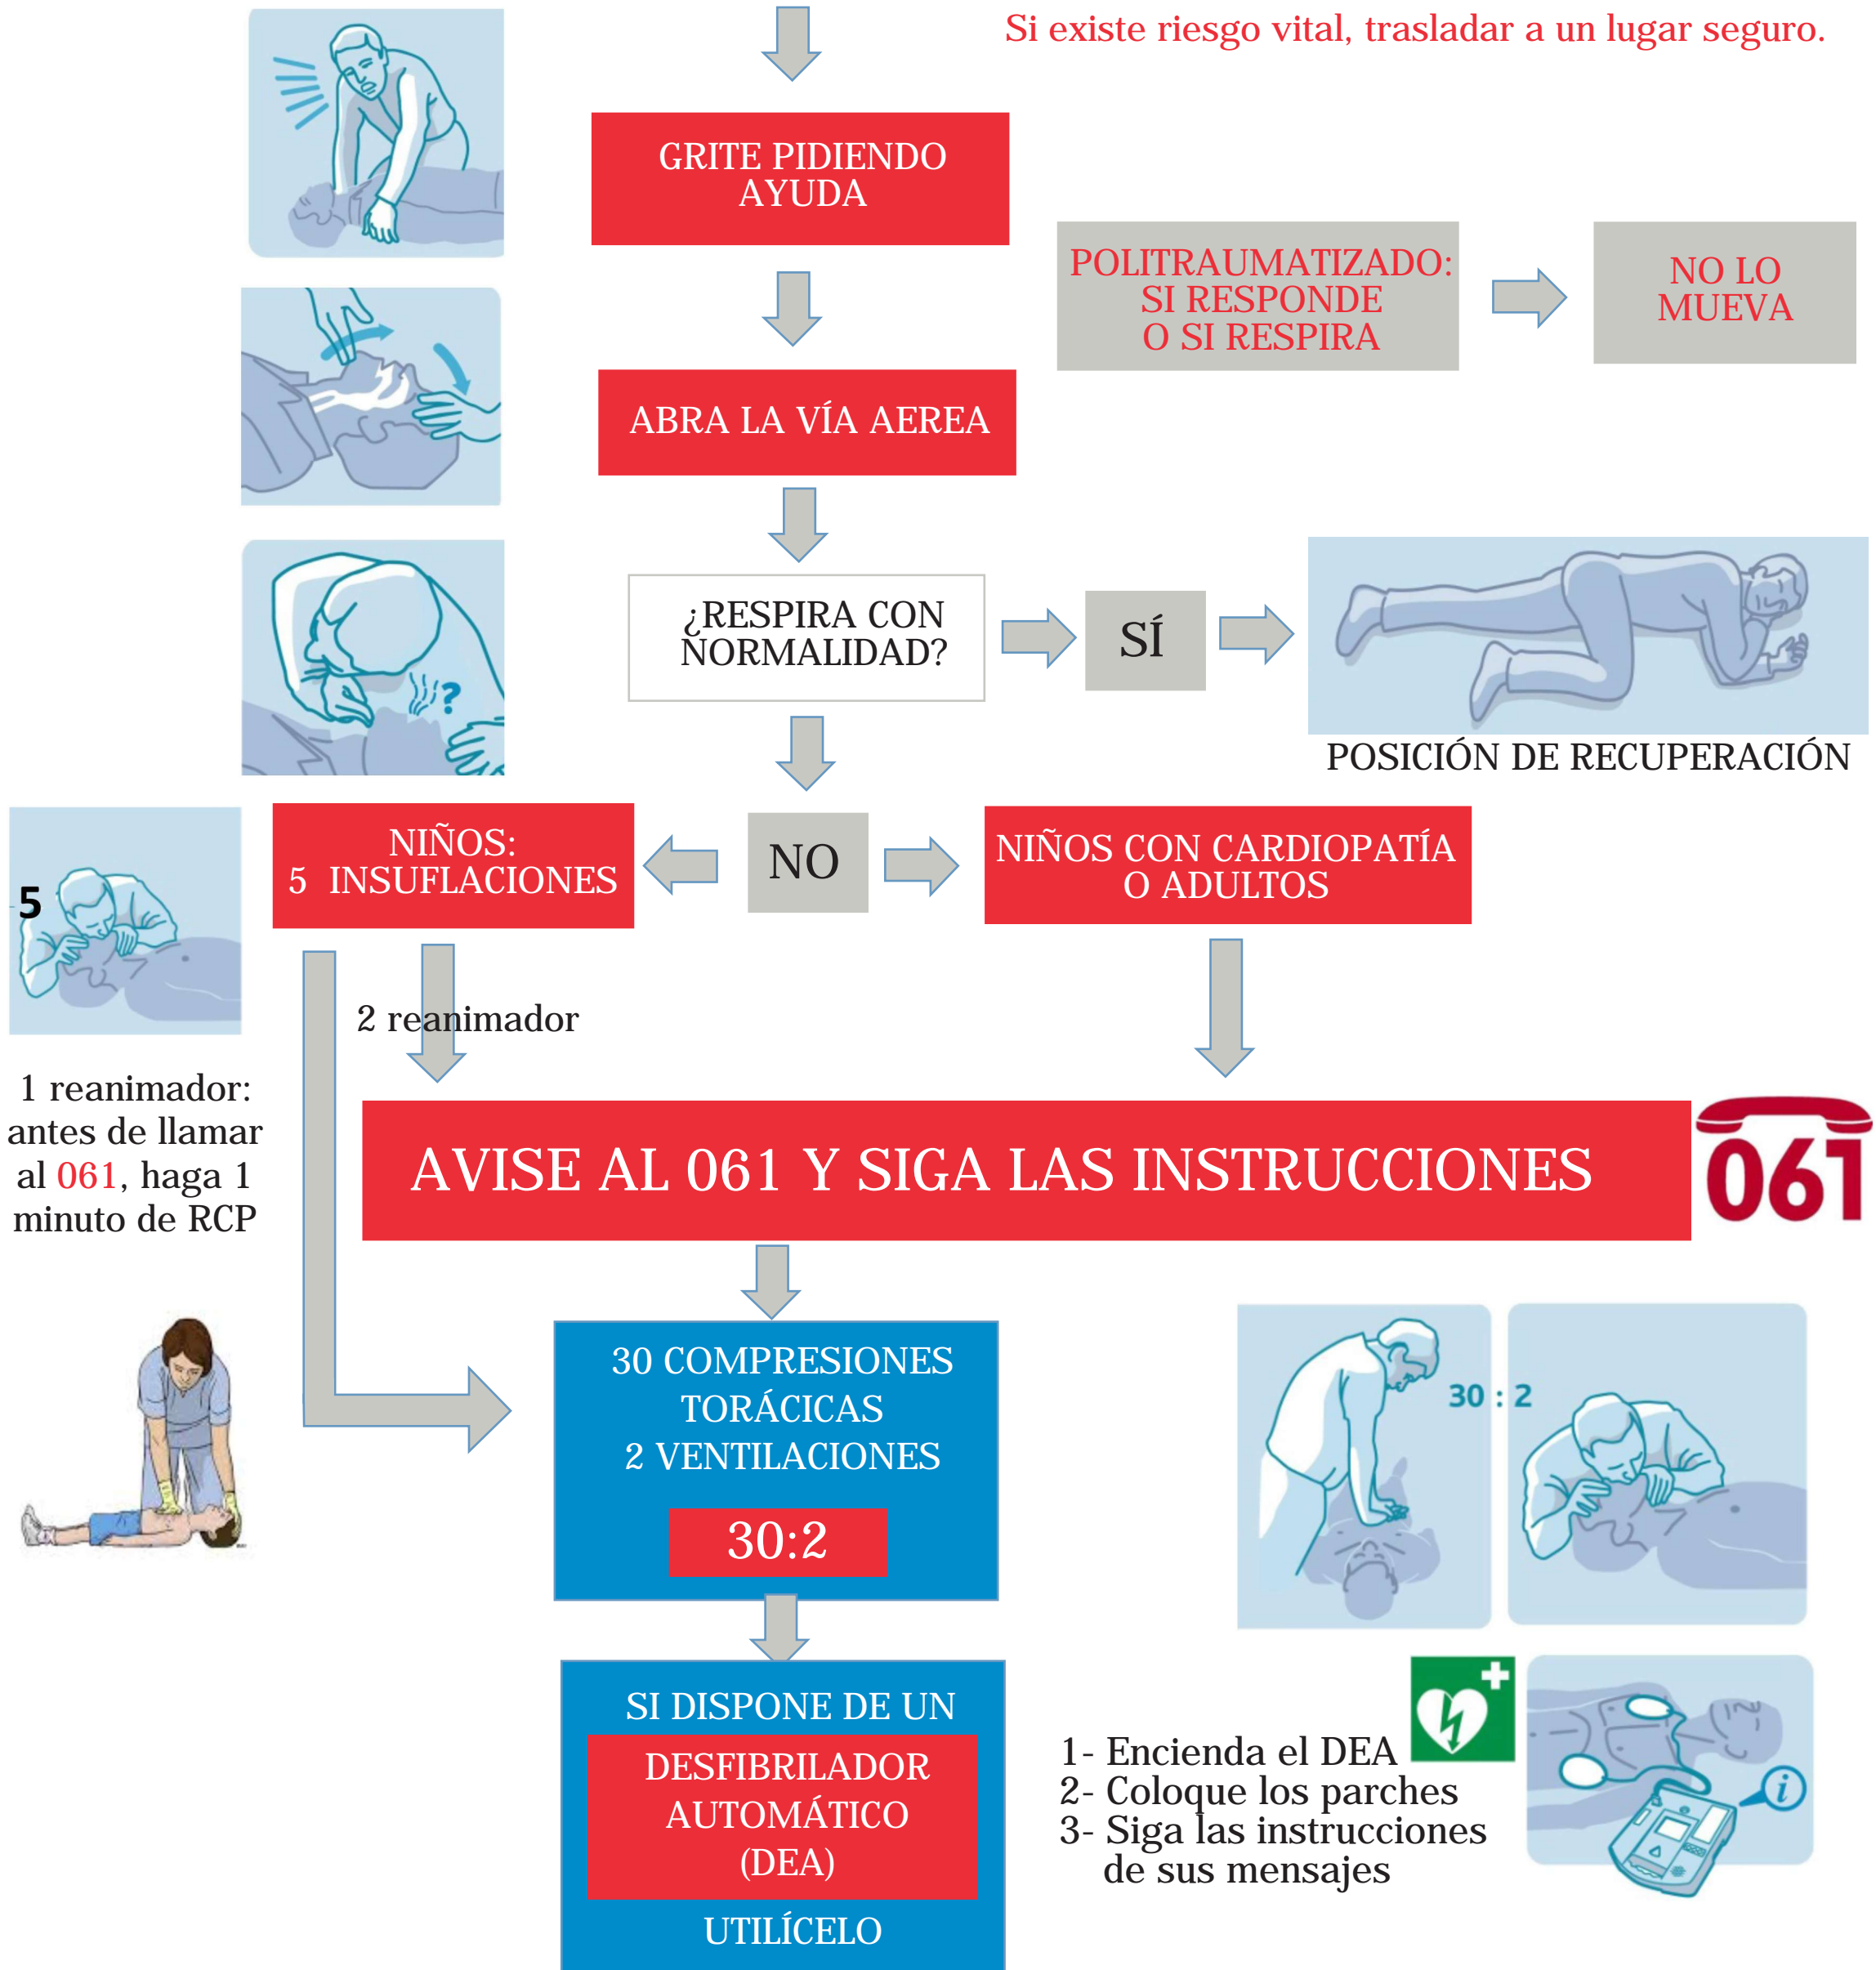 Si existe riesgo vital, trasladar a un lugar seguro.
GRITE PIDIENDO
AYUDA
POLITRAUMATIZADO:
SI RESPONDE
O SI RESPIRA
NO LO
MUEVA
ABRA LA VÍA AEREA
¿RESPIRA CON
NORMALIDAD?
SÍ
?
POSICIÓN DE RECUPERACIÓN
NIÑOS:
5 INSUFLACIONES
NO
NIÑOS CON CARDIOPATÍA
O ADULTOS
5
2 reanimador
1 reanimador:
antes de llamar
al 061, haga 1
minuto de RCP
AVISE AL 061 Y SIGA LAS INSTRUCCIONES
061
30 COMPRESIONES
TORÁCICAS
2 VENTILACIONES
30:2
30 : 2
SI DISPONE DE UN
DESFIBRILADOR
AUTOMÁTICO
(DEA)
UTILÍCELO
1- Encienda el DEA
2- Coloque los parches
3- Siga las instrucciones
de sus mensajes
i